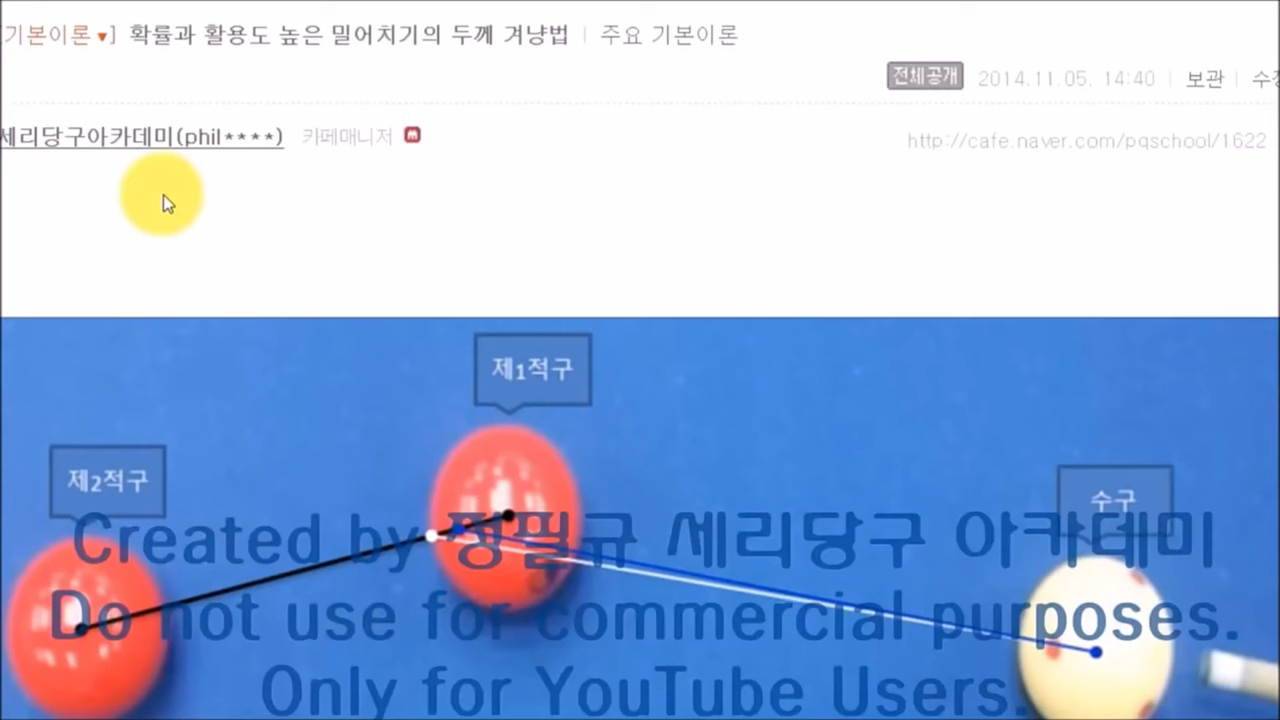 [기본이론 ▾] 확률과 활용도 높은 밀어치기의 두께 겨냥법 | 주요 기본이론
전체공개 2014.11.05. 14:40 | 보관 |
세리당구아카데미(phil****) 카페매니저
http://cafe.naver.com/pqschool/1622
제1적구
제2적구
수구
Created by 정필규 세리당구 아카데미
Do not use for commercial purposes.
Only for YouTube Users.